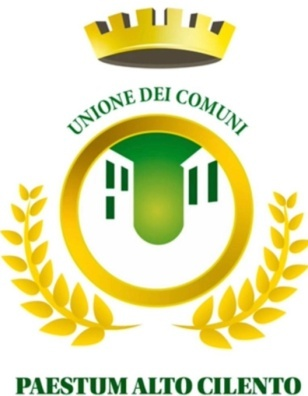 UNIONE DEI COMUNI
PAESTUM ALTO CILENTO